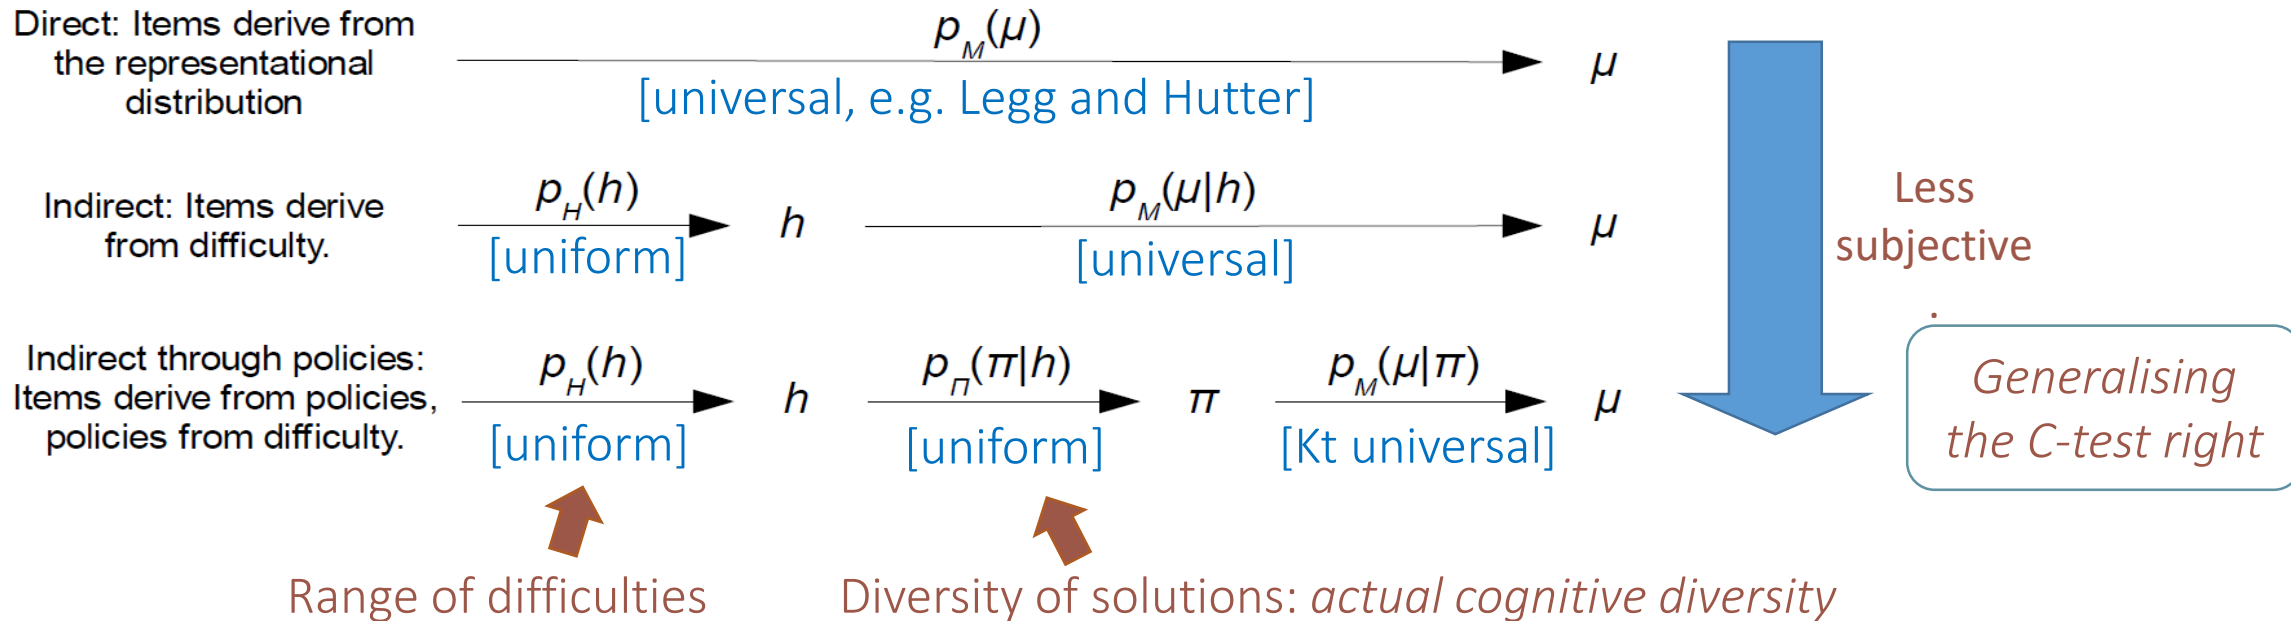 Direct: Items derive from
the representational
distribution
p_M(μ)
[universal, e.g. Legg and Hutter]
μ
Indirect: Items derive
from difficulty.
p_H(h)
[uniform]
h
p_M(μ|h)
[universal]
μ
Less
subjective
.
Indirect through policies:
Items derive from policies,
policies from difficulty.
p_H(h)
[uniform]
h
p_Π(π|h)
[uniform]
π
p_M(μ|π)
[Kt universal]
μ
Generalising
the C-test right
Range of difficulties
Diversity of solutions: actual cognitive diversity